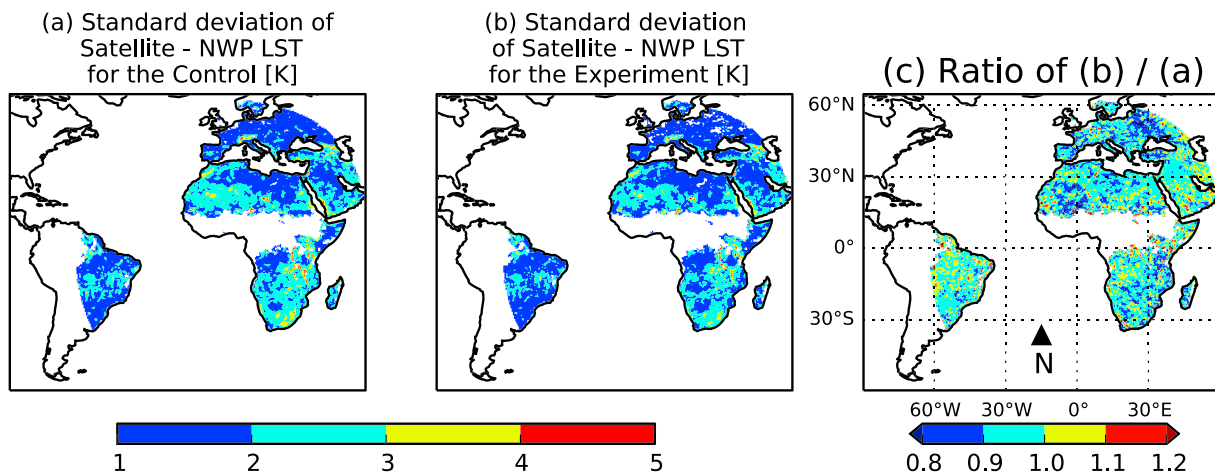 (a) Standard deviation of
Satellite - NWP LST
for the Control [K]
(b) Standard deviation
of Satellite - NWP LST
for the Experiment [K]
(c) Ratio of (b) / (a)
60°N
30°N
0°
30°S
N
60°W 30°W 0° 30°E
1 2 3 4 5
0.8 0.9 1.0 1.1 1.2